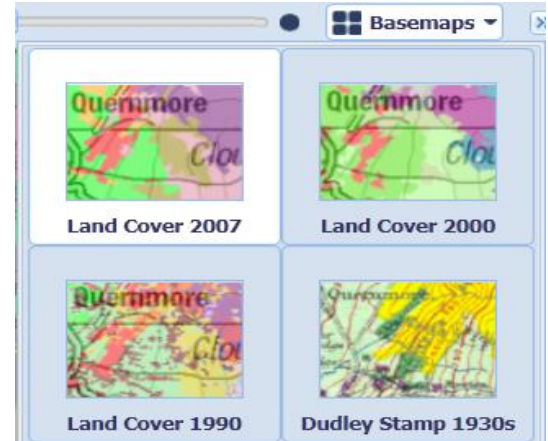 Basemaps
Quernmore
Clou
Land Cover 2007
Quernmore
Clou
Land Cover 2000
Quernmore
Clou
Land Cover 1990
Quernmore
Dudley Stamp 1930s